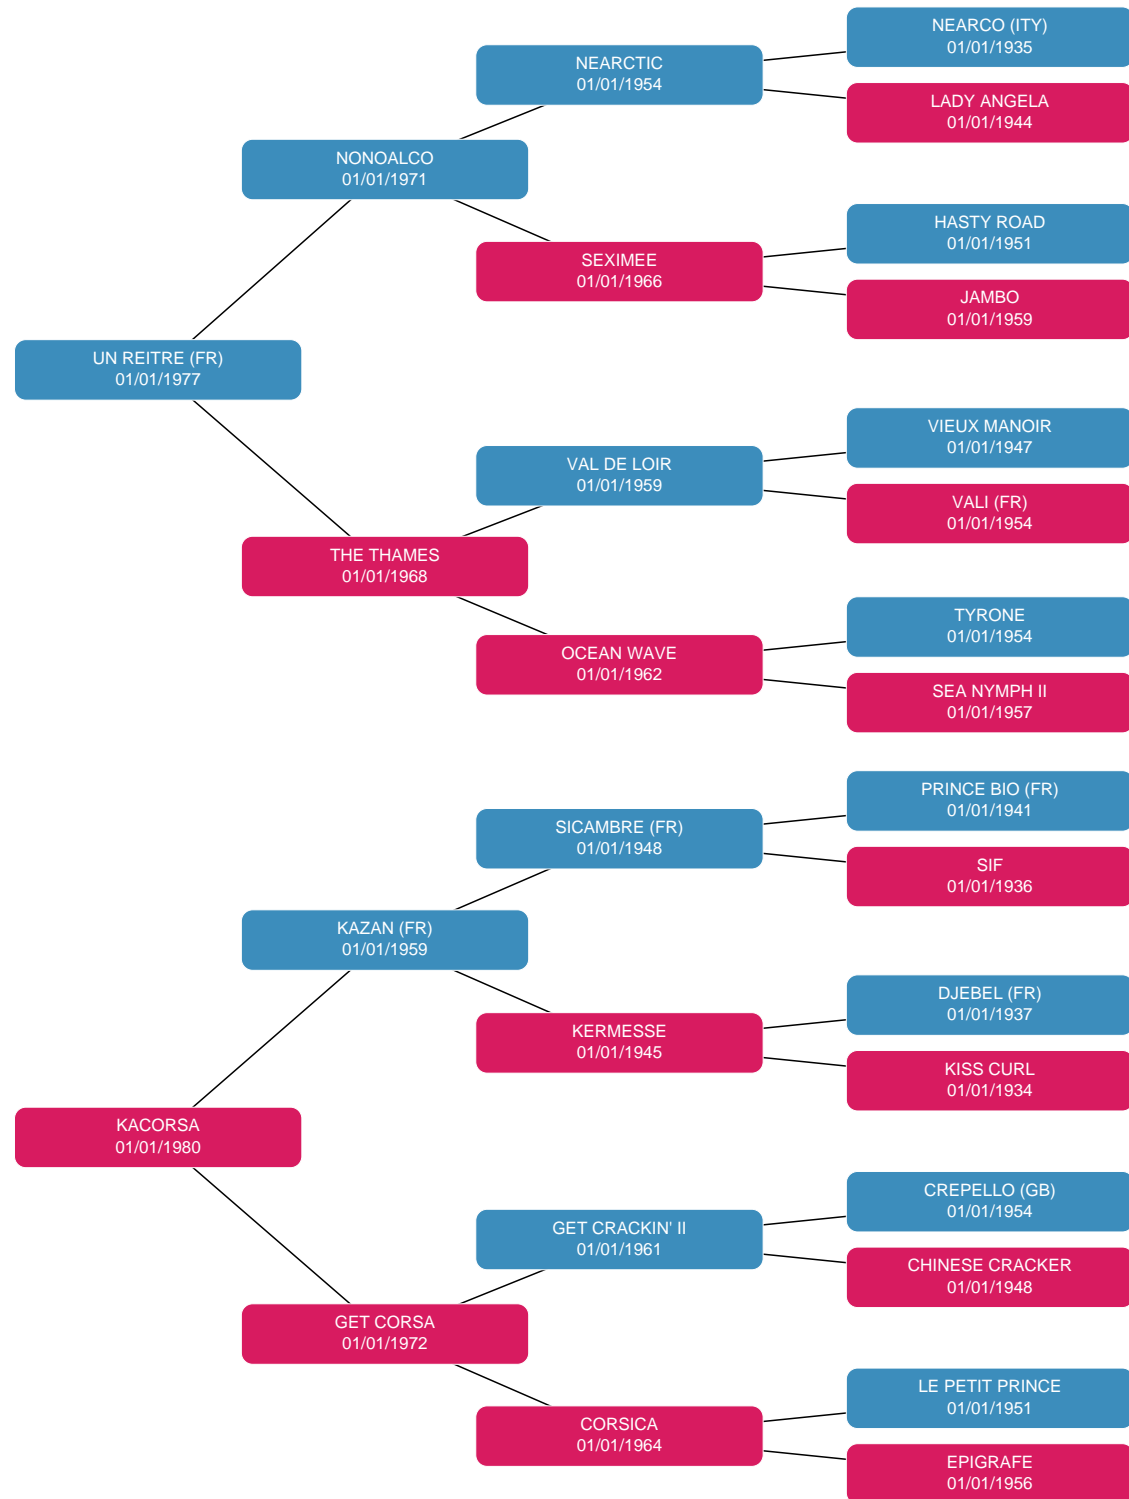 NEARCO (ITY)
01/01/1935
NEARCTIC
01/01/1954
LADY ANGELA
01/01/1944
NONOALCO
01/01/1971
HASTY ROAD
01/01/1951
SEXIMEE
01/01/1966
JAMBO
01/01/1959
UN REITRE (FR)
01/01/1977
VIEUX MANOIR
01/01/1947
VAL DE LOIR
01/01/1959
VALI (FR)
01/01/1954
THE THAMES
01/01/1968
TYRONE
01/01/1954
OCEAN WAVE
01/01/1962
SEA NYMPH II
01/01/1957
PRINCE BIO (FR)
01/01/1941
SICAMBRE (FR)
01/01/1948
SIF
01/01/1936
KAZAN (FR)
01/01/1959
DJEBEL (FR)
01/01/1937
KERMESSE
01/01/1945
KISS CURL
01/01/1934
KACORSA
01/01/1980
CREPELLO (GB)
01/01/1954
GET CRACKIN' II
01/01/1961
CHINESE CRACKER
01/01/1948
GET CORSA
01/01/1972
LE PETIT PRINCE
01/01/1951
CORSICA
01/01/1964
EPIGRAFE
01/01/1956